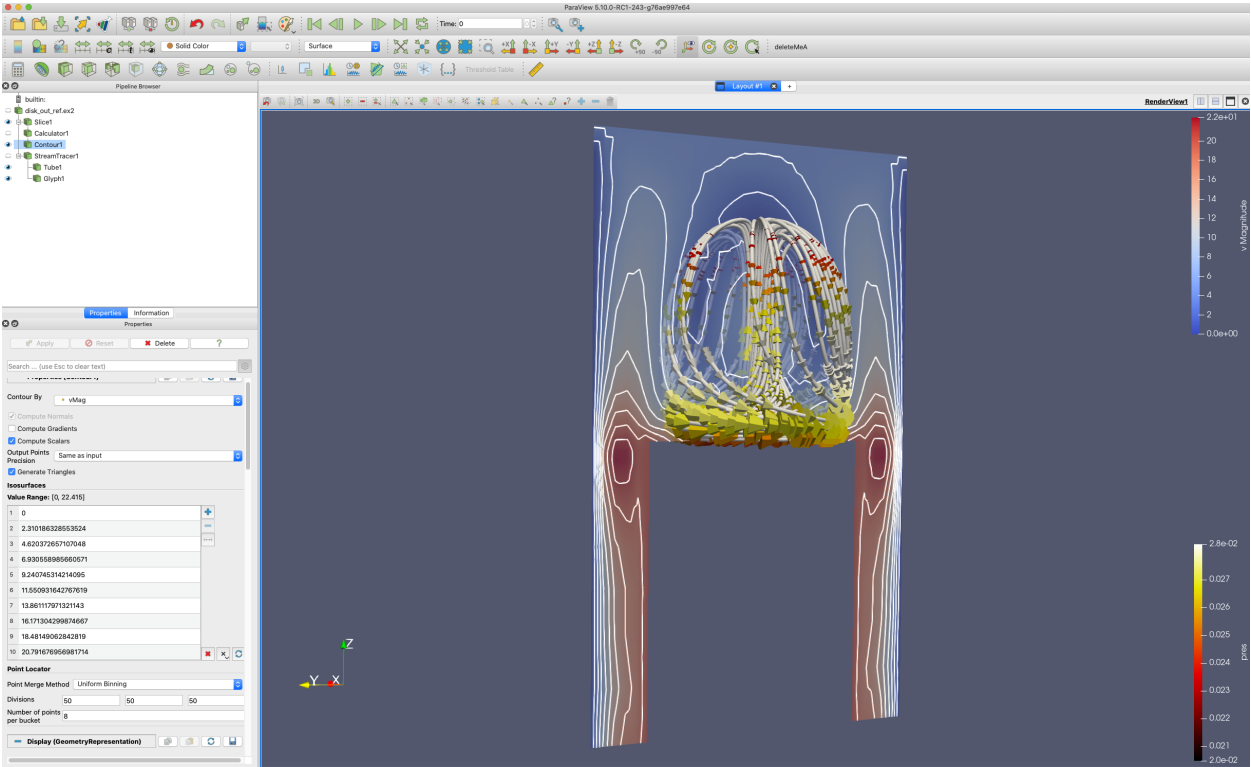 ParaView 5.10.0-RC1-243-g76ae997e64
Time: 0
Solid Color
Surface
+X -X +Y -Y +Z -Z -90 +90
deleteMeA
Threshold Table
Pipeline Browser
builtin:
disk_out_ref.ex2
Slice1
Calculator1
Contour1
StreamTracer1
Tube1
Glyph1
Properties Information
Properties
Apply Reset Delete ?
Search ... (use Esc to clear text)
Contour By vMag
Compute Normals
Compute Gradients
Compute Scalars
Output Points
Precision
Same as input
Generate Triangles
Isosurfaces
Value Range: [0, 22.415]
1 0
2 2.310186328553524
3 4.620372657107048
4 6.930558985660571
5 9.240745314214095
6 11.550931642767619
7 13.861117971321143
8 16.171304299874667
9 18.48149062842819
10 20.791676956981714
Point Locator
Point Merge Method Uniform Binning
Divisions 50 50 50
Number of points
per bucket
8
Display (GeometryRepresentation)
Layout #1 +
3D
RenderView1
2.2e+01
20
18
16
14
12
10
8
6
4
2
0.0e+00
v Magnitude
2.8e-02
0.027
0.026
0.025
0.024
0.023
0.022
0.021
2.0e-02
pres
Z
Y X